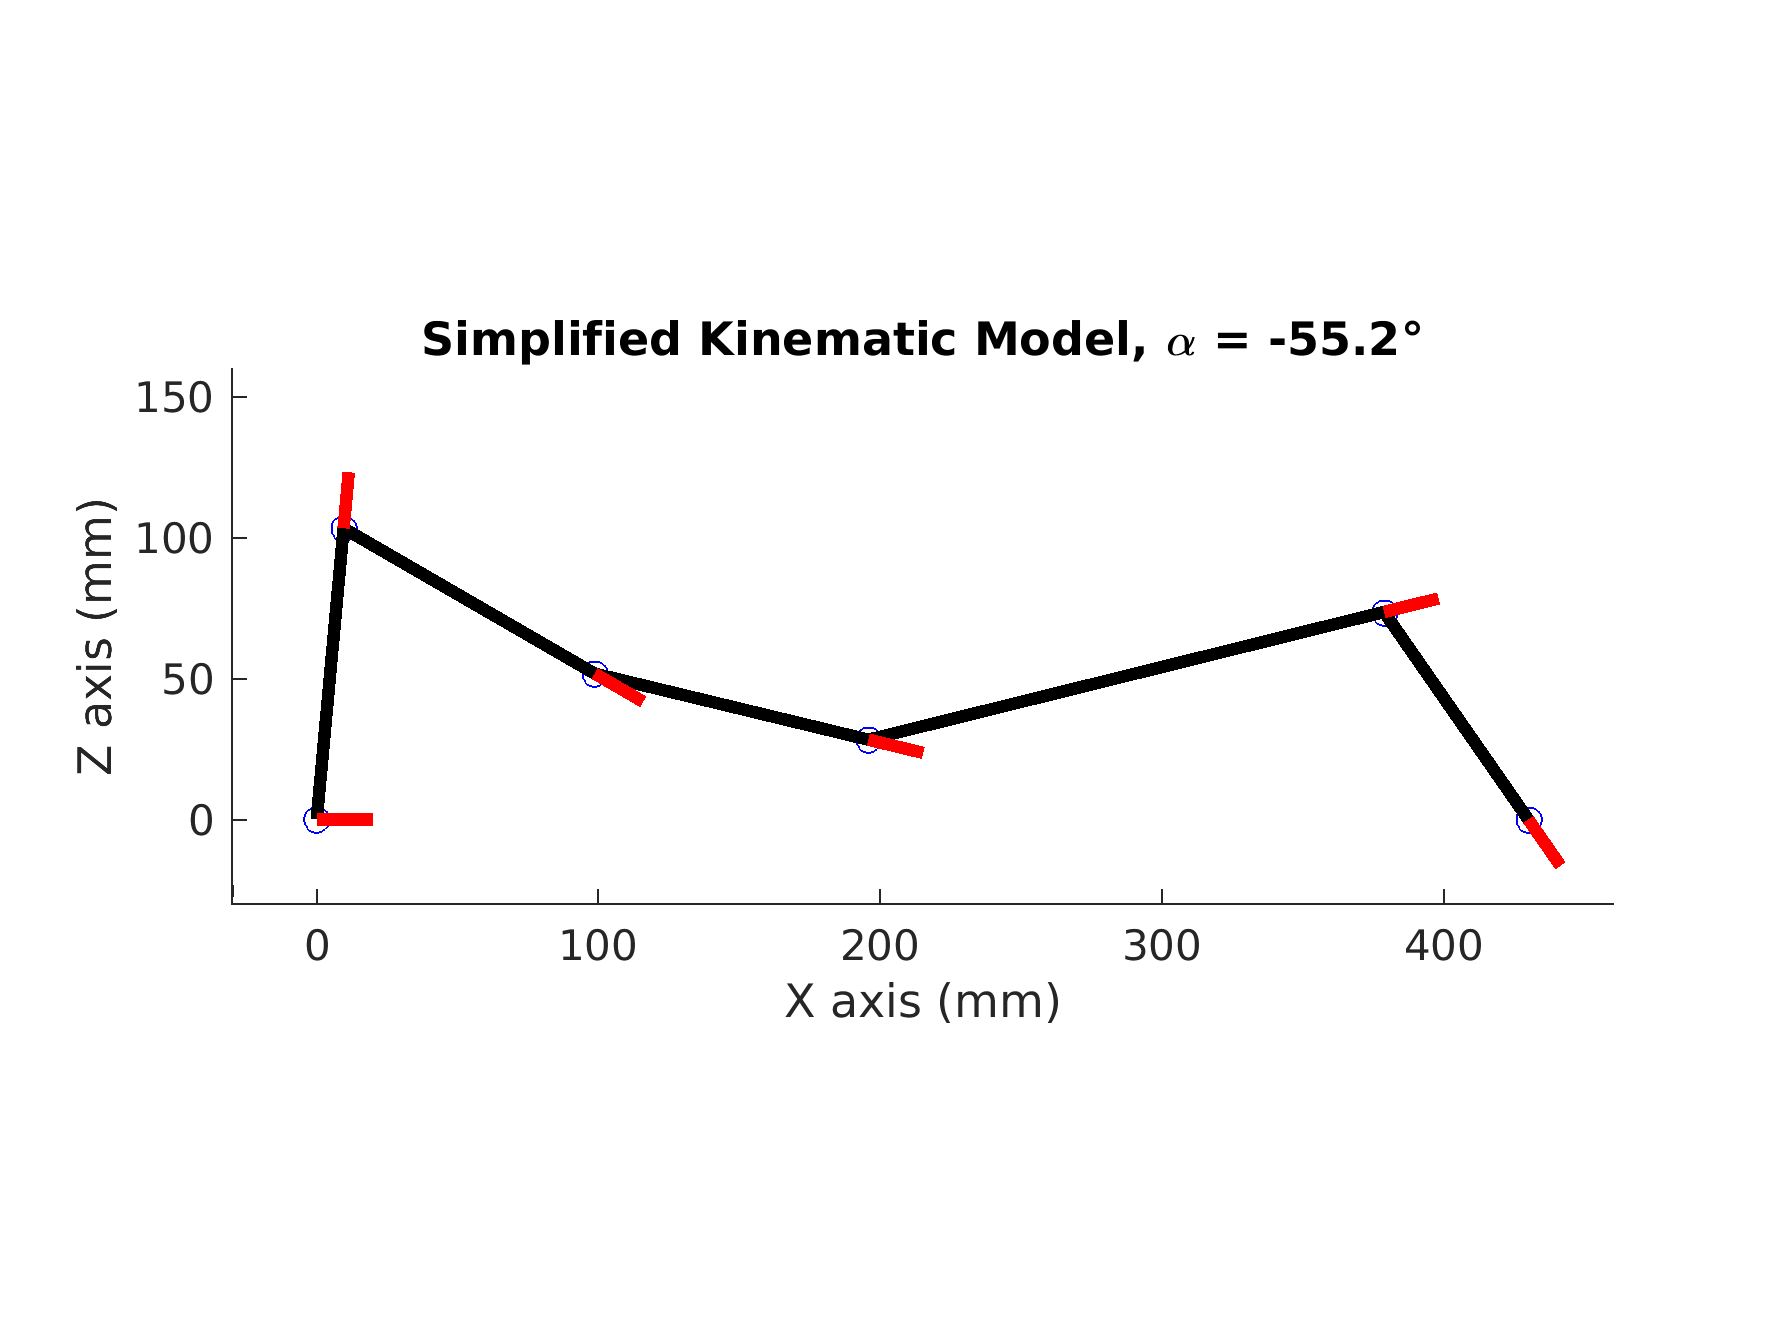 Simplified Kinematic Model, α = -55.2°
150
100
50
0
Z axis (mm)
0 100 200 300 400
X axis (mm)